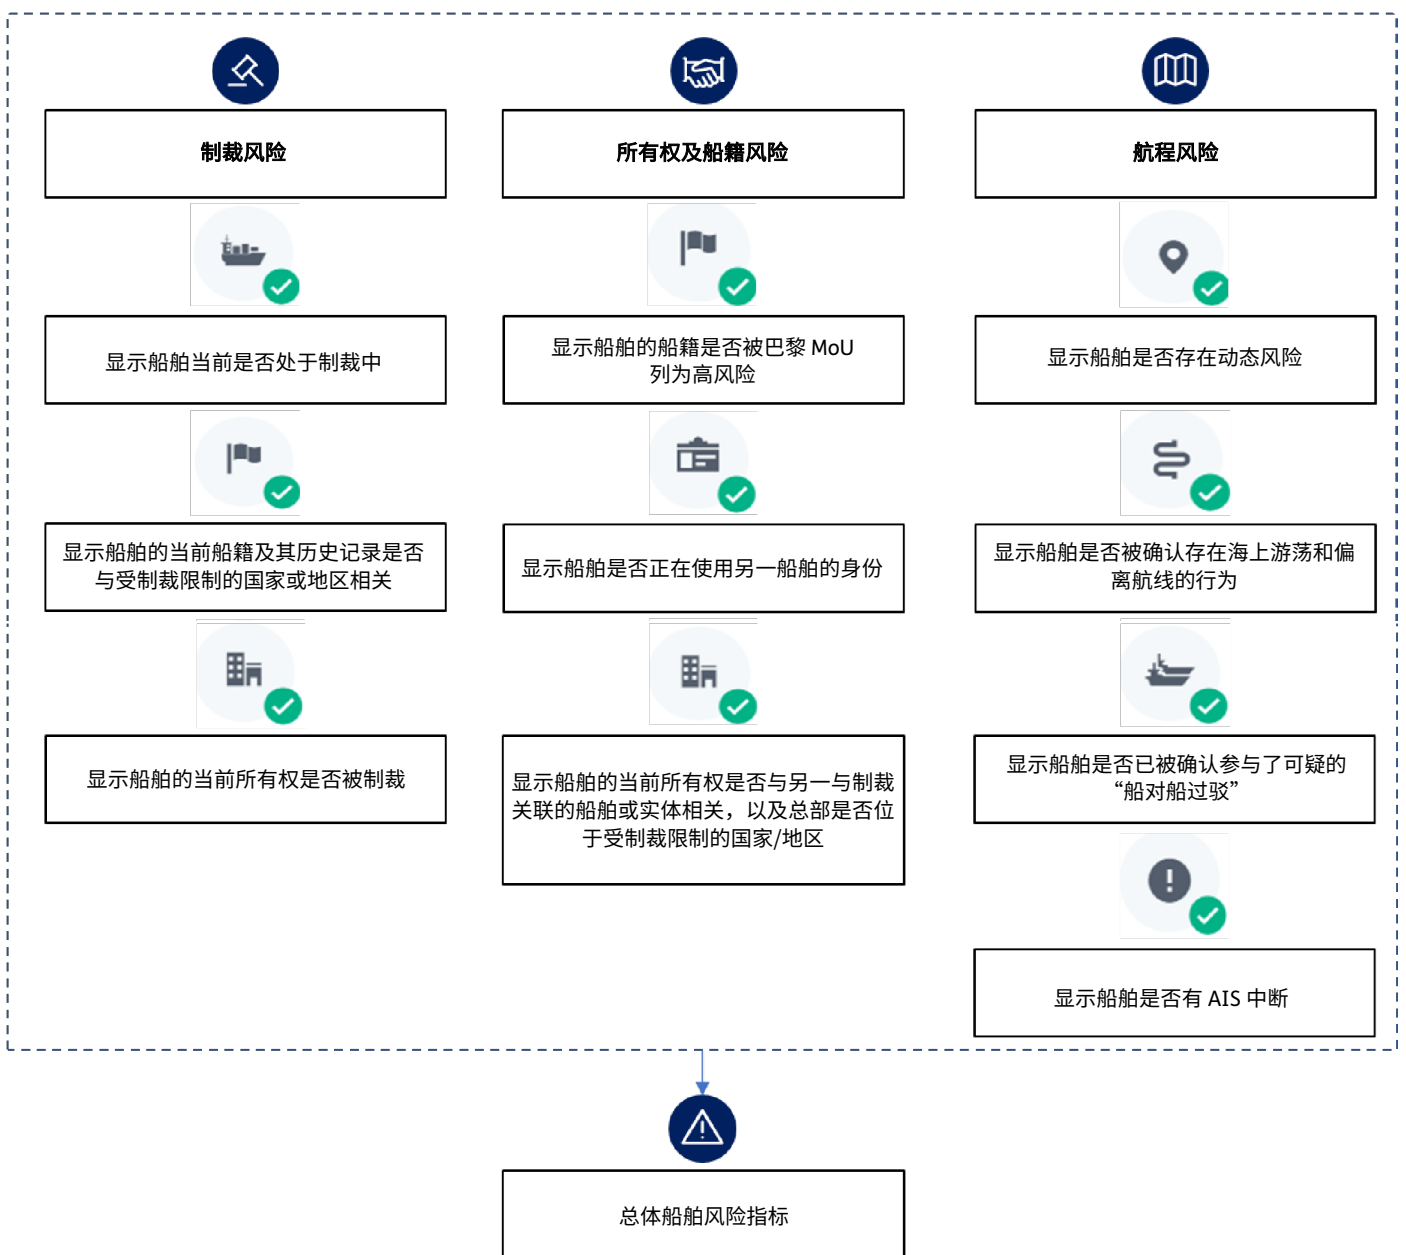 制裁风险
显示船舶当前是否处于制裁中
显示船舶的当前船籍及其历史记录是否
与受制裁限制的国家或地区相关
显示船舶的当前所有权是否被制裁
所有权及船籍风险
显示船舶的船籍是否被巴黎 MoU
列为高风险
显示船舶是否正在使用另一船舶的身份
显示船舶的当前所有权是否与另一与制裁
关联的船舶或实体相关，以及总部是否位
于受制裁限制的国家/地区
航程风险
显示船舶是否存在动态风险
显示船舶是否被确认存在海上游荡和偏
离航线的行为
显示船舶是否已被确认参与了可疑的
“船对船过驳”
显示船舶是否有 AIS 中断
总体船舶风险指标